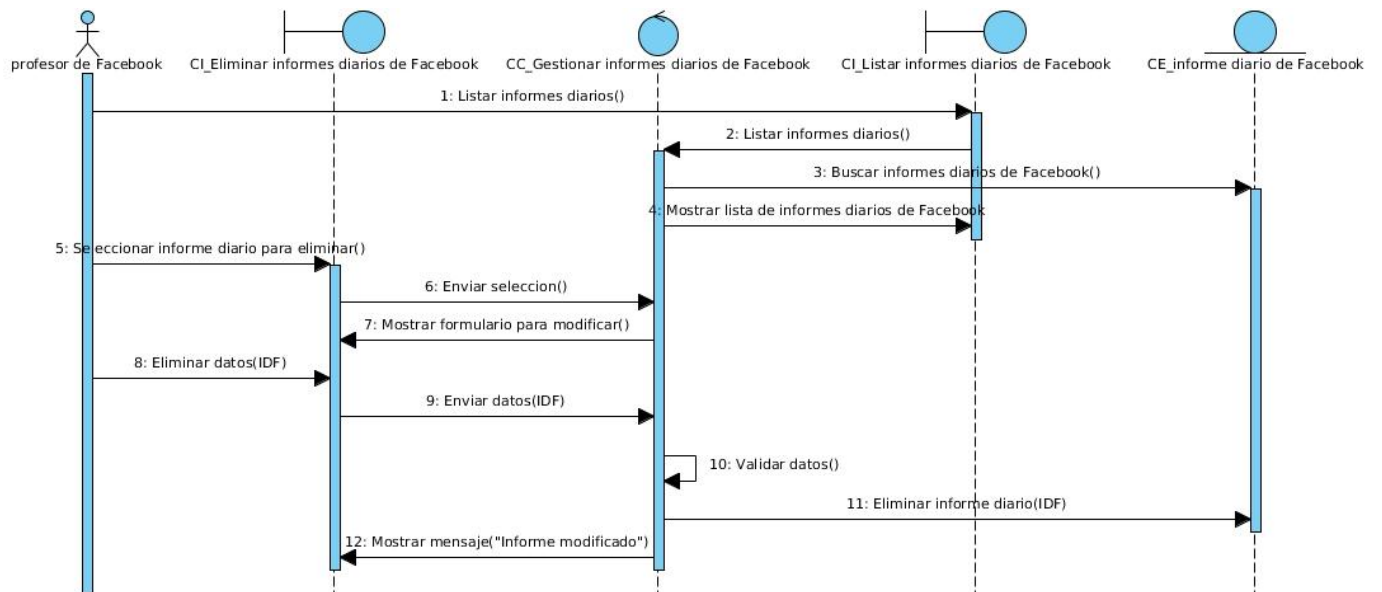 profesor de Facebook
CI_Eliminar informes diarios de Facebook
CC_Gestionar informes diarios de Facebook
CI_Listar informes diarios de Facebook
CE_informe diario de Facebook
1: Listar informes diarios()
2: Listar informes diarios()
3: Buscar informes diarios de Facebook()
4: Mostrar lista de informes diarios de Facebook
5: Seleccionar informe diario para eliminar()
6: Enviar seleccion()
7: Mostrar formulario para modificar()
8: Eliminar datos(IDF)
9: Enviar datos(IDF)
10: Validar datos()
11: Eliminar informe diario(IDF)
12: Mostrar mensaje("Informe modificado")